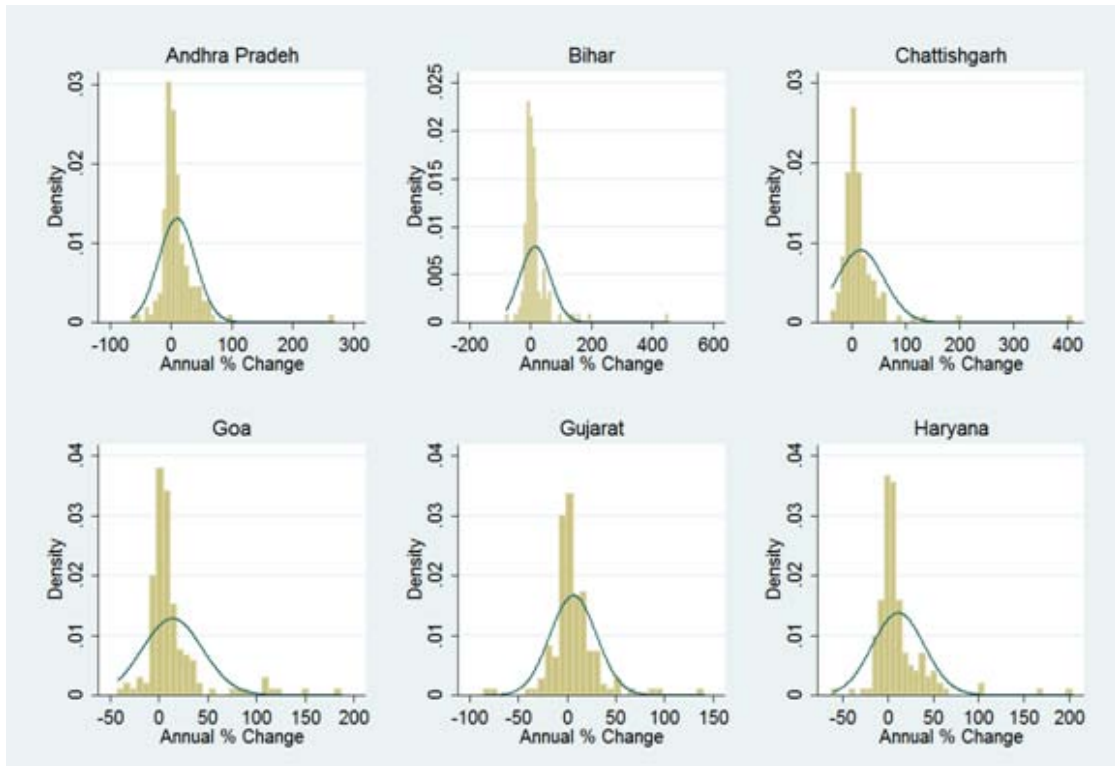 Andhra Pradeh
Density
0 .01 .02 .03
-100 0 100 200 300
Annual % Change
Bihar
Density
0 .005 .01 .015 .02 .025
-200 0 200 400 600
Annual % Change
Chattishgarh
Density
0 .01 .02 .03
0 100 200 300 400
Annual % Change
Goa
Density
0 .01 .02 .03 .04
-50 0 50 100 150 200
Annual % Change
Gujarat
Density
0 .01 .02 .03 .04
-100 -50 0 50 100 150
Annual % Change
Haryana
Density
0 .01 .02 .03 .04
-50 0 50 100 150 200
Annual % Change